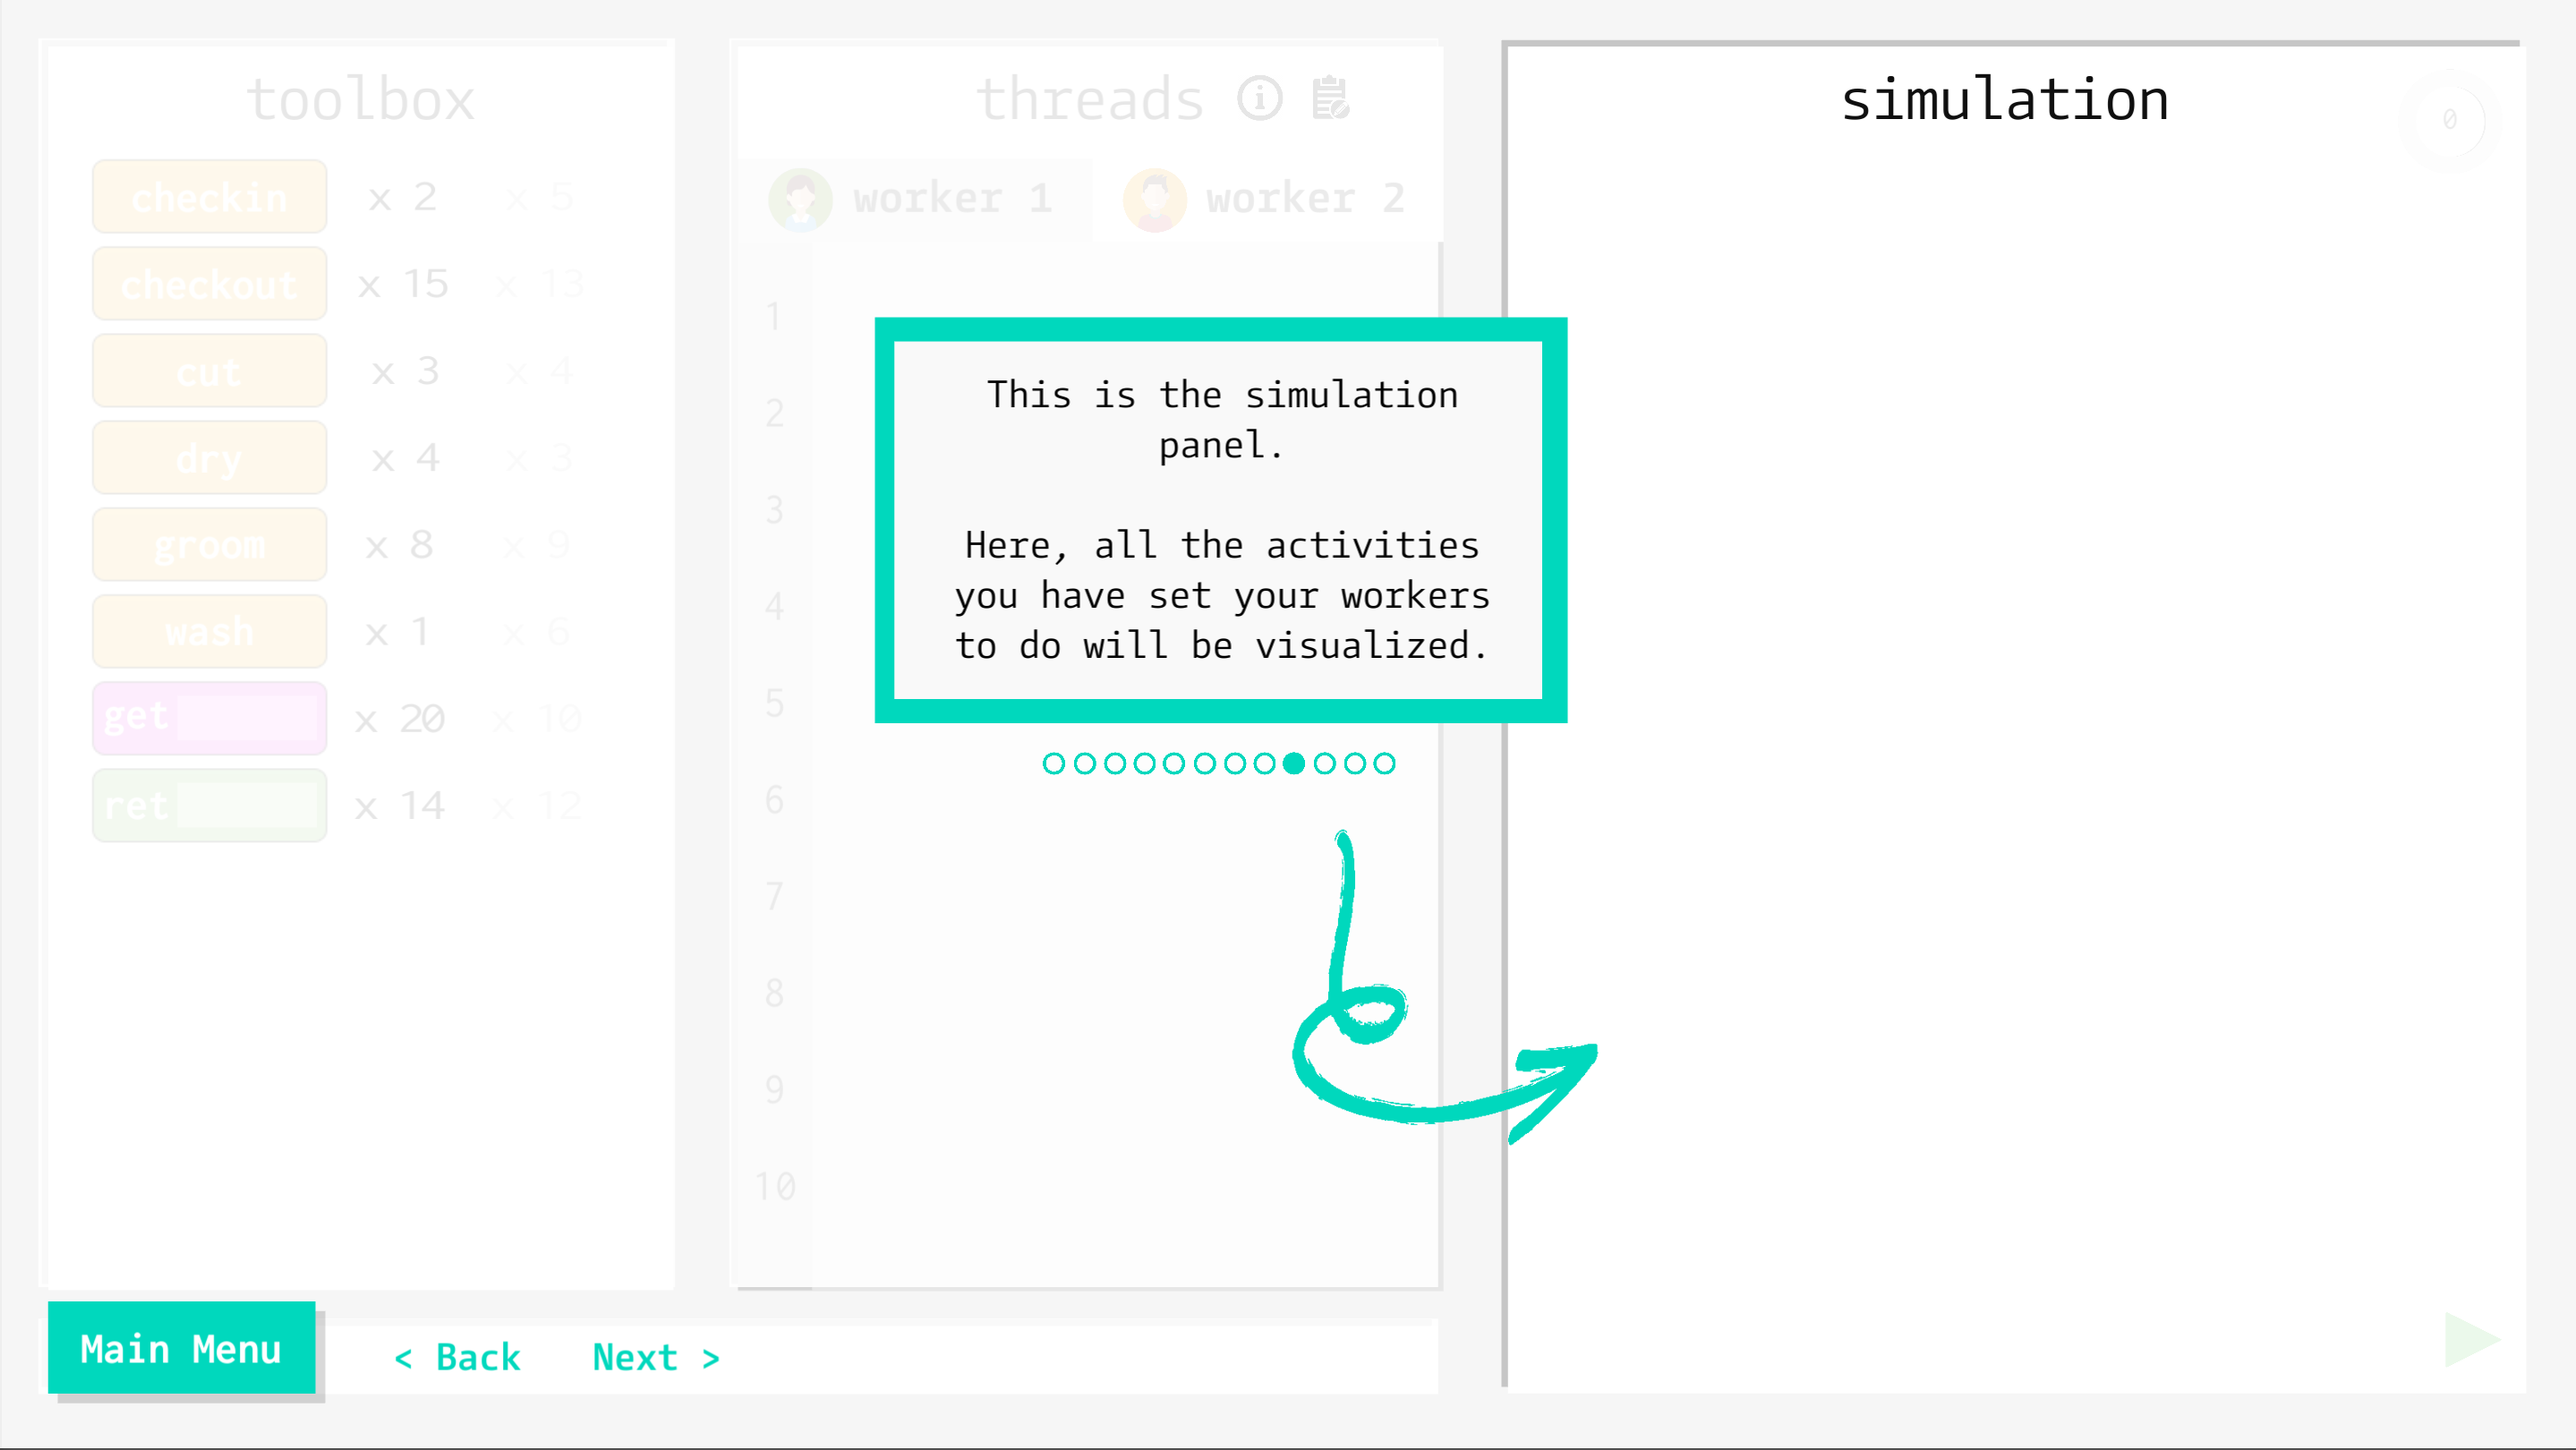 toolbox
checkin x 2 x 5
checkout x 15 x 13
cut x 3 x 4
dry x 4 x 3
groom x 8 x 9
wash x 1 x 6
get x 20 x 10
ret x 14 x 12
threads
worker 1 worker 2
1
2
3
4
5
6
7
8
9
10
This is the simulation
panel.
Here, all the activities
you have set your workers
to do will be visualized.
simulation
0
Main Menu < Back Next >